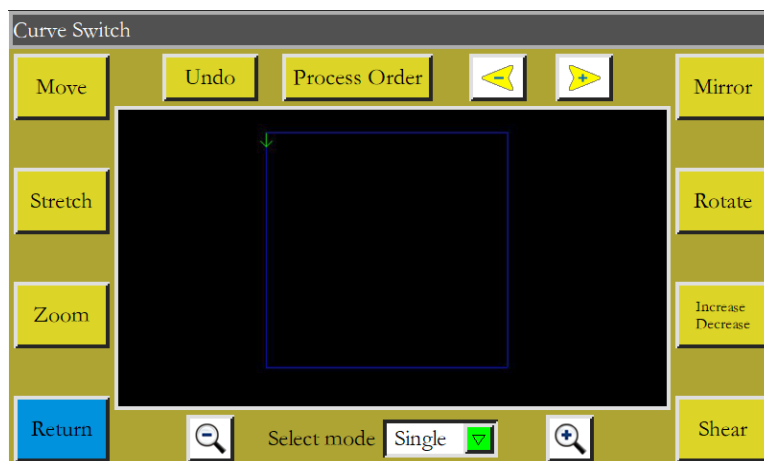 Curve Switch
Move
Undo
Process Order
Mirror
Stretch
Rotate
Zoom
Increase
Decrease
Return
Select mode
Single
Shear